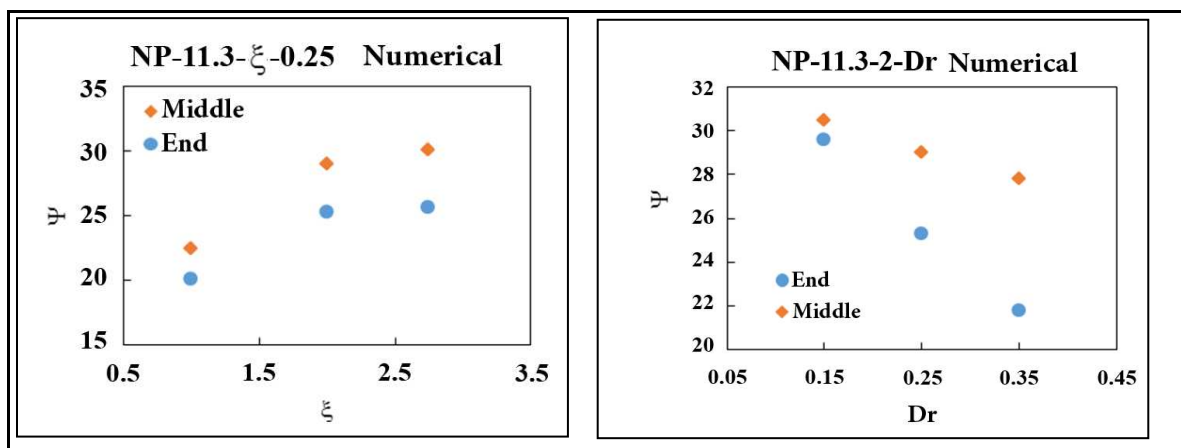 NP-11.3-ξ-0.25 Numerical
35
Middle
End
30
25
Ψ
20
15
0.5 1.5 2.5 3.5
ξ
NP-11.3-2-Dr Numerical
32
30
28
Ψ
26
24
End
22
Middle
20
0.05 0.15 0.25 0.35 0.45
Dr